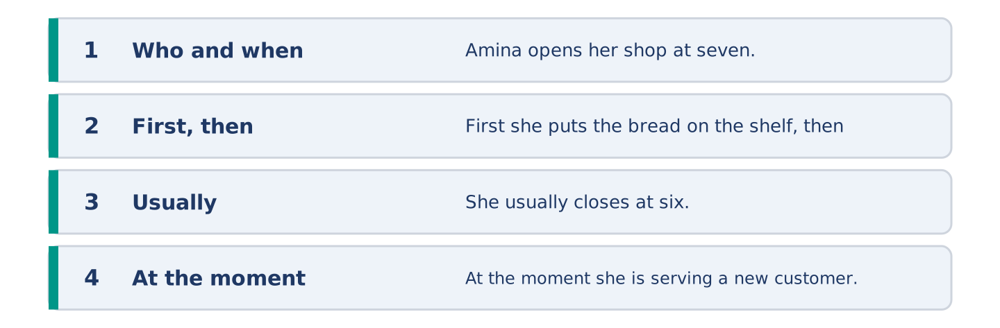 1 Who and when Amina opens her shop at seven.
2 First, then First she puts the bread on the shelf, then
3 Usually She usually closes at six.
4 At the moment At the moment she is serving a new customer.